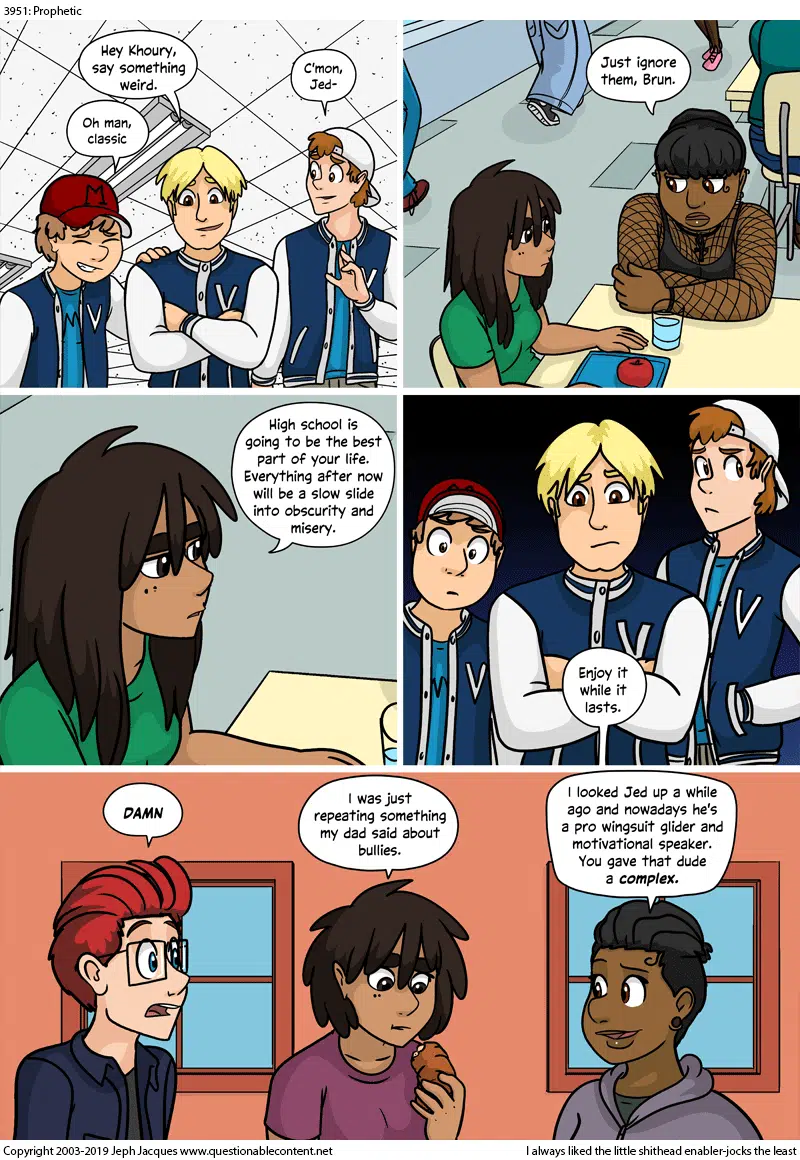 3951: Prophetic
Hey Khoury,
say something
weird.
C'mon,
Jed-
Oh man,
classic
M
V
V
V
Just ignore
them, Brun.
High school is
going to be the best
part of your life.
Everything after now
will be a slow slide
into obscurity and
misery.
V
V
V
Enjoy it
while it
lasts.
DAMN
I was just
repeating something
my dad said about
bullies.
I looked Jed up a while
ago and nowadays he's
a pro wingsuit glider and
motivational speaker.
You gave that dude
a complex.
Copyright 2003-2019 Jeph Jacques www.questionablecontent.net
I always liked the little shithead enabler-jocks the least